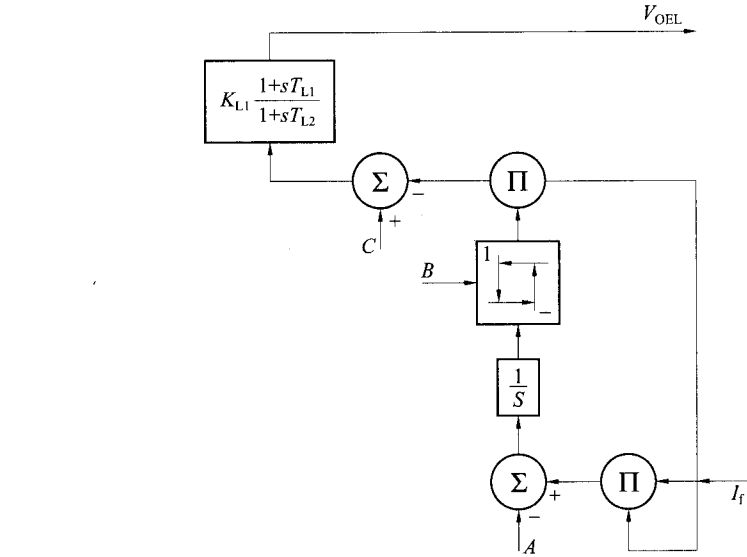 V_OEL
K_L1 (1+sT_L1)/(1+sT_L2)
Σ
−
Π
+
C
B
1
−
1/S
Σ
+
Π
−
A
I_f